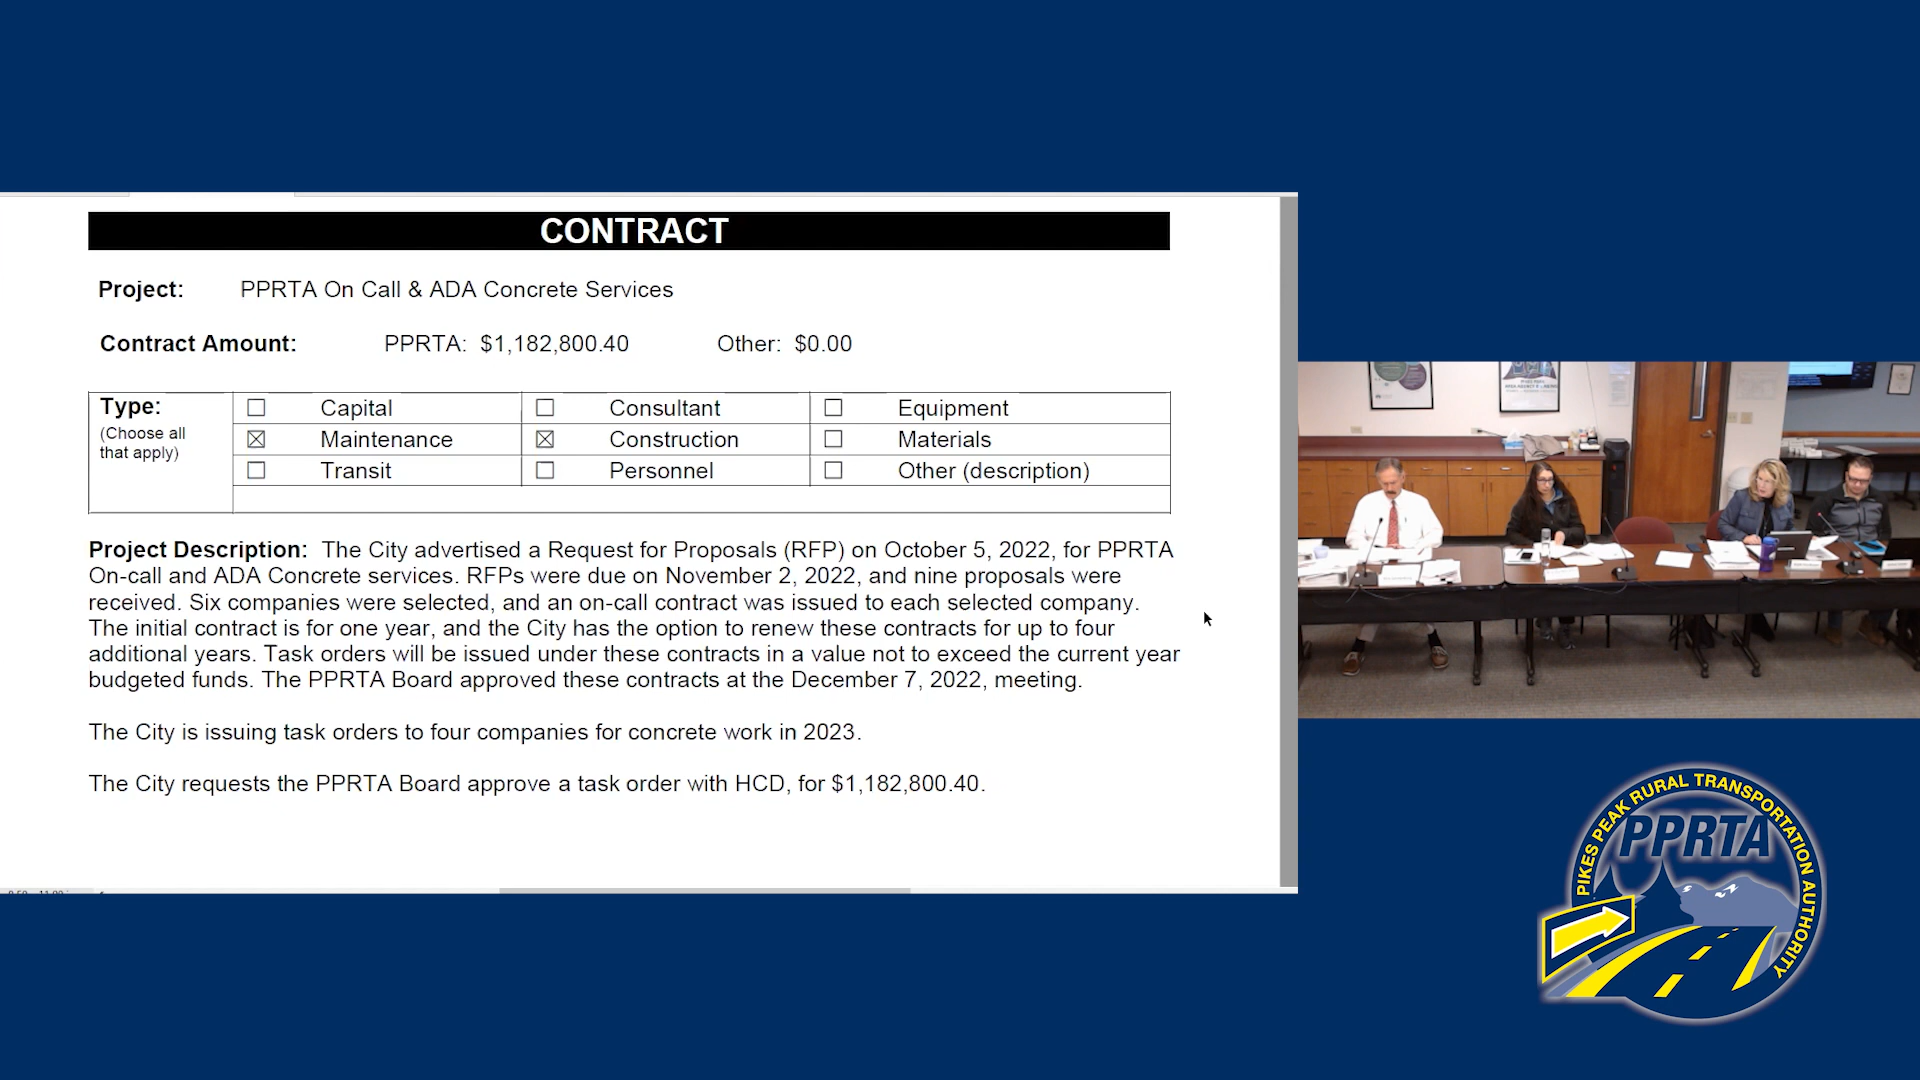 CONTRACT
Project: PPRTA On Call & ADA Concrete Services
Contract Amount: PPRTA: $1,182,800.40 Other: $0.00
Type: ☐ Capital ☐ Consultant ☐ Equipment
(Choose all
that apply)
☒ Maintenance ☒ Construction ☐ Materials
☐ Transit ☐ Personnel ☐ Other (description)
Project Description: The City advertised a Request for Proposals (RFP) on October 5, 2022, for PPRTA
On-call and ADA Concrete services. RFPs were due on November 2, 2022, and nine proposals were
received. Six companies were selected, and an on-call contract was issued to each selected company.
The initial contract is for one year, and the City has the option to renew these contracts for up to four
additional years. Task orders will be issued under these contracts in a value not to exceed the current year
budgeted funds. The PPRTA Board approved these contracts at the December 7, 2022, meeting.
The City is issuing task orders to four companies for concrete work in 2023.
The City requests the PPRTA Board approve a task order with HCD, for $1,182,800.40.
PIKES PEAK RURAL TRANSPORTATION AUTHORITY
PPRTA